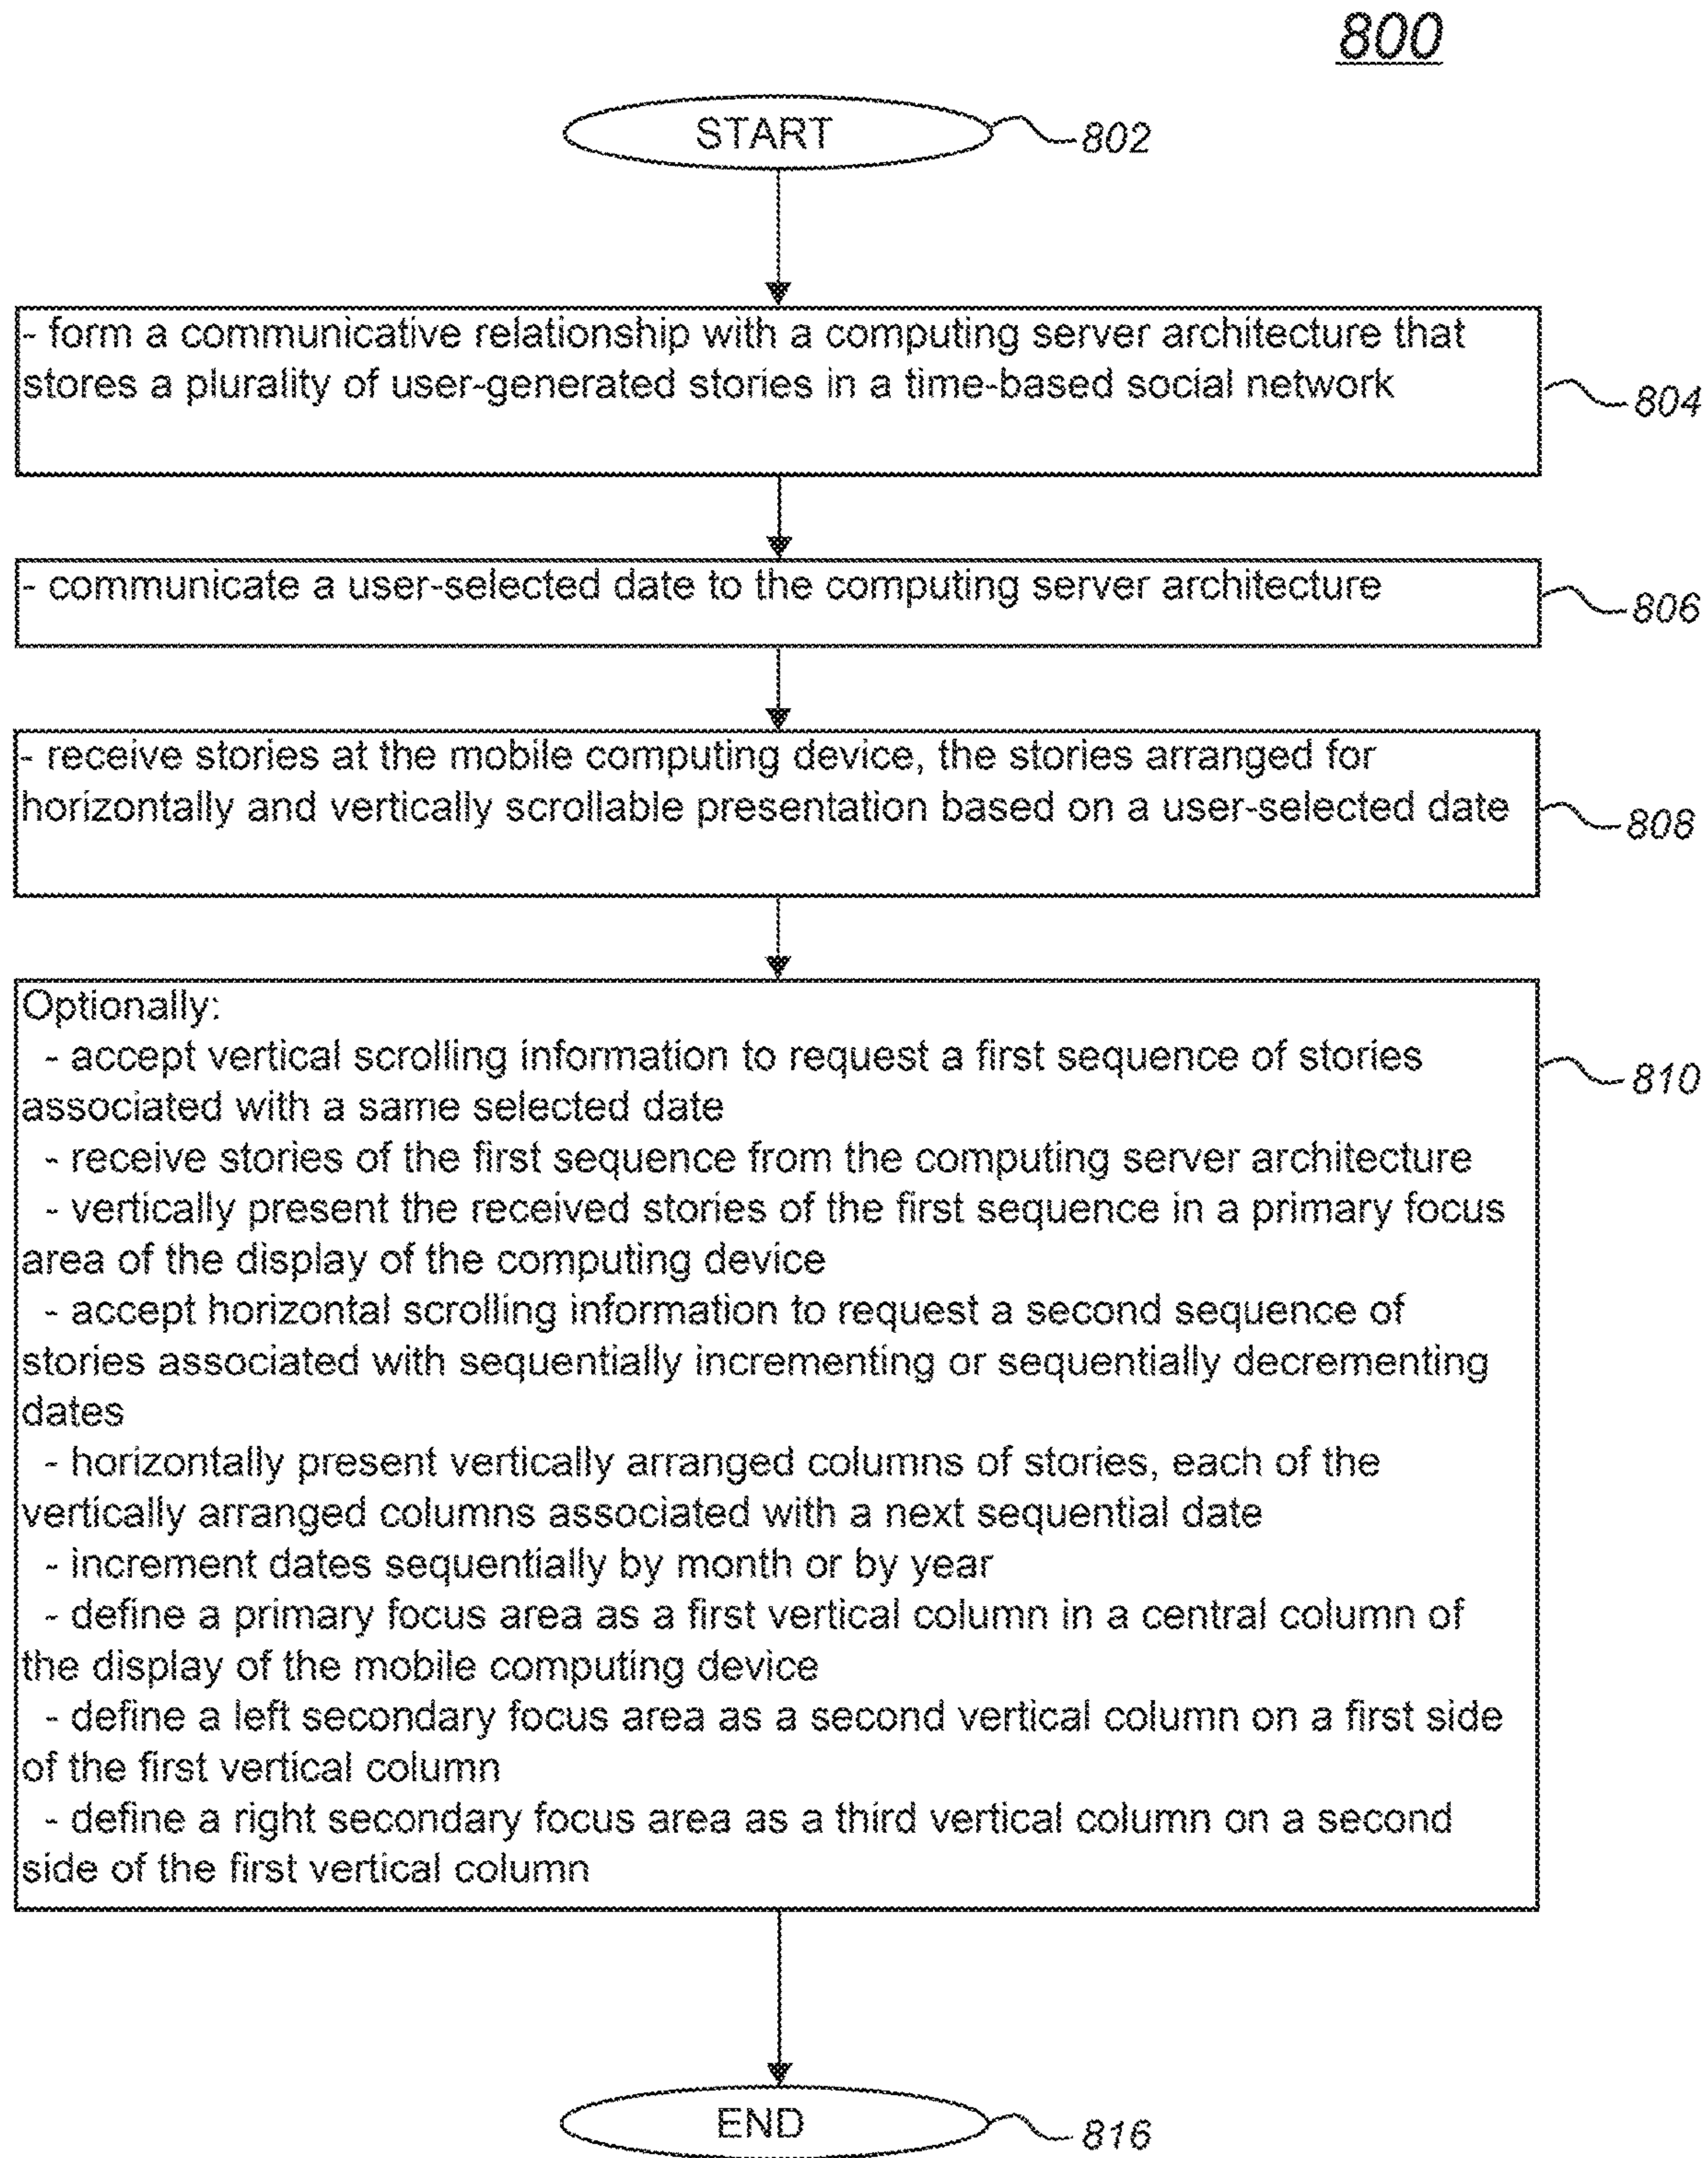 800
START
802
- form a communicative relationship with a computing server architecture that
stores a plurality of user-generated stories in a time-based social network
804
- communicate a user-selected date to the computing server architecture
806
- receive stories at the mobile computing device, the stories arranged for
horizontally and vertically scrollable presentation based on a user-selected date
808
Optionally:
- accept vertical scrolling information to request a first sequence of stories
associated with a same selected date
810
- receive stories of the first sequence from the computing server architecture
- vertically present the received stories of the first sequence in a primary focus
area of the display of the computing device
- accept horizontal scrolling information to request a second sequence of
stories associated with sequentially incrementing or sequentially decrementing
dates
- horizontally present vertically arranged columns of stories, each of the
vertically arranged columns associated with a next sequential date
- increment dates sequentially by month or by year
- define a primary focus area as a first vertical column in a central column of
the display of the mobile computing device
- define a left secondary focus area as a second vertical column on a first side
of the first vertical column
- define a right secondary focus area as a third vertical column on a second
side of the first vertical column
END
816